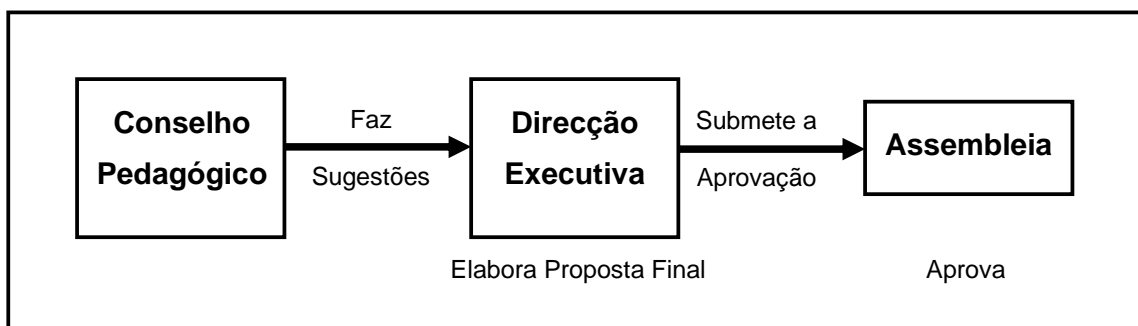 Conselho
Pedagógico
Faz
Sugestões
Direcção
Executiva
Submete a
Aprovação
Assembleia
Elabora Proposta Final
Aprova